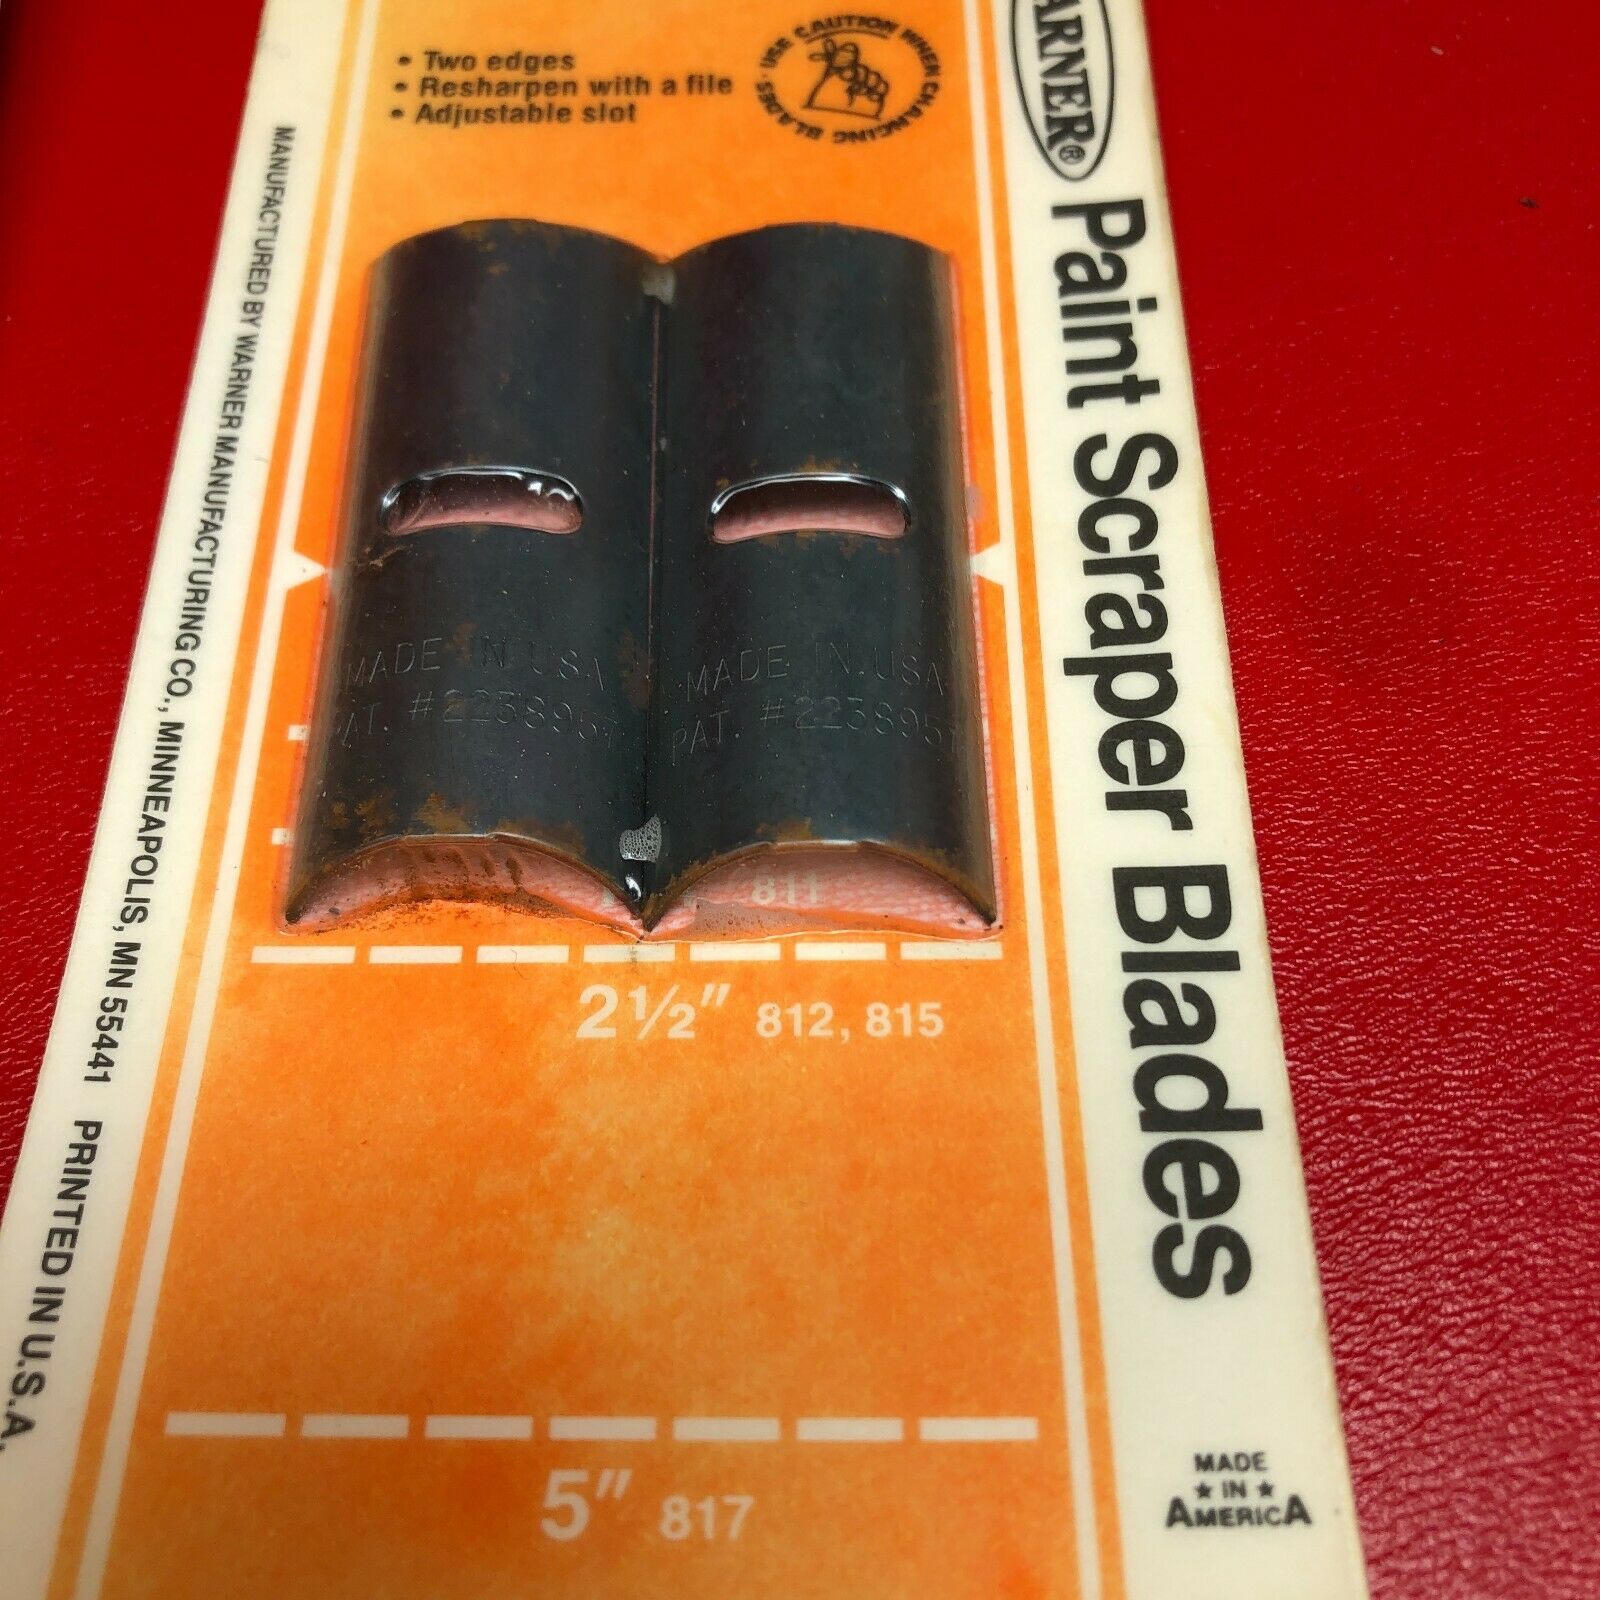 • Two edges
• Resharpen with a file
• Adjustable slot
USE CAUTION WHEN CHANGING BLADES •
ARNER®
Paint Scraper Blades
MADE IN USA
PAT. #2238957
MADE IN USA
PAT. #223895
811
2½" 812, 815
5" 817
MADE
★ IN ★
AMERICA
MANUFACTURED BY WARNER MANUFACTURING CO., MINNEAPOLIS, MN 55441 PRINTED IN U.S.A.